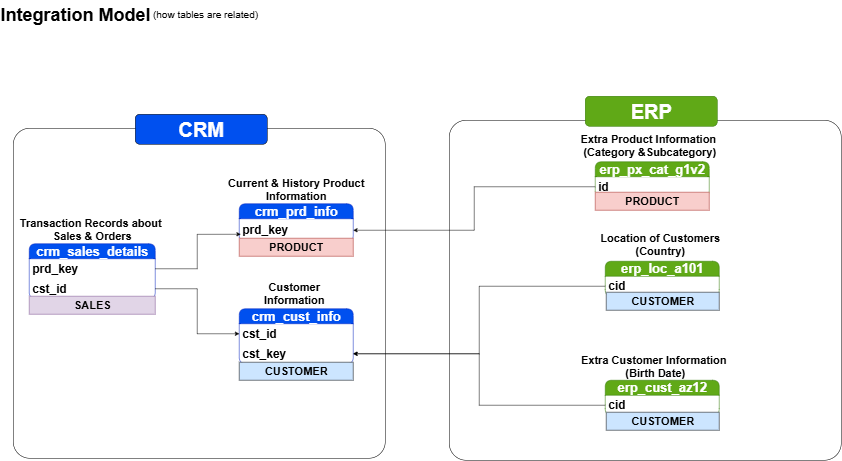 Integration Model (how tables are related)
CRM
Transaction Records about
Sales & Orders
crm_sales_details
prd_key
cst_id
SALES
Current & History Product
Information
crm_prd_info
prd_key
PRODUCT
Customer
Information
crm_cust_info
cst_id
cst_key
CUSTOMER
ERP
Extra Product Information
(Category & Subcategory)
erp_px_cat_g1v2
id
PRODUCT
Location of Customers
(Country)
erp_loc_a101
cid
CUSTOMER
Extra Customer Information
(Birth Date)
erp_cust_az12
cid
CUSTOMER